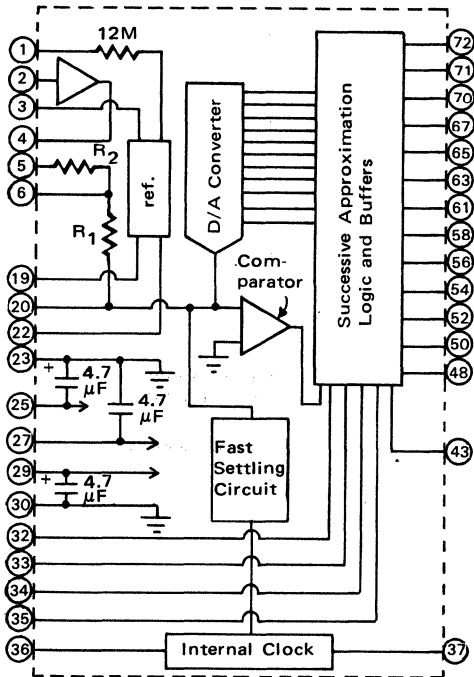 1
12M
2
3
4
5
R2
6
R1
ref.
19
20
22
23
+
4.7
µF
25
4.7
µF
27
29
+
4.7
µF
30
32
33
34
35
36
D/A Converter
Com-
parator
Fast
Settling
Circuit
Internal Clock
Successive Approximation
Logic and Buffers
72
71
70
67
65
63
61
58
56
54
52
50
48
43
37